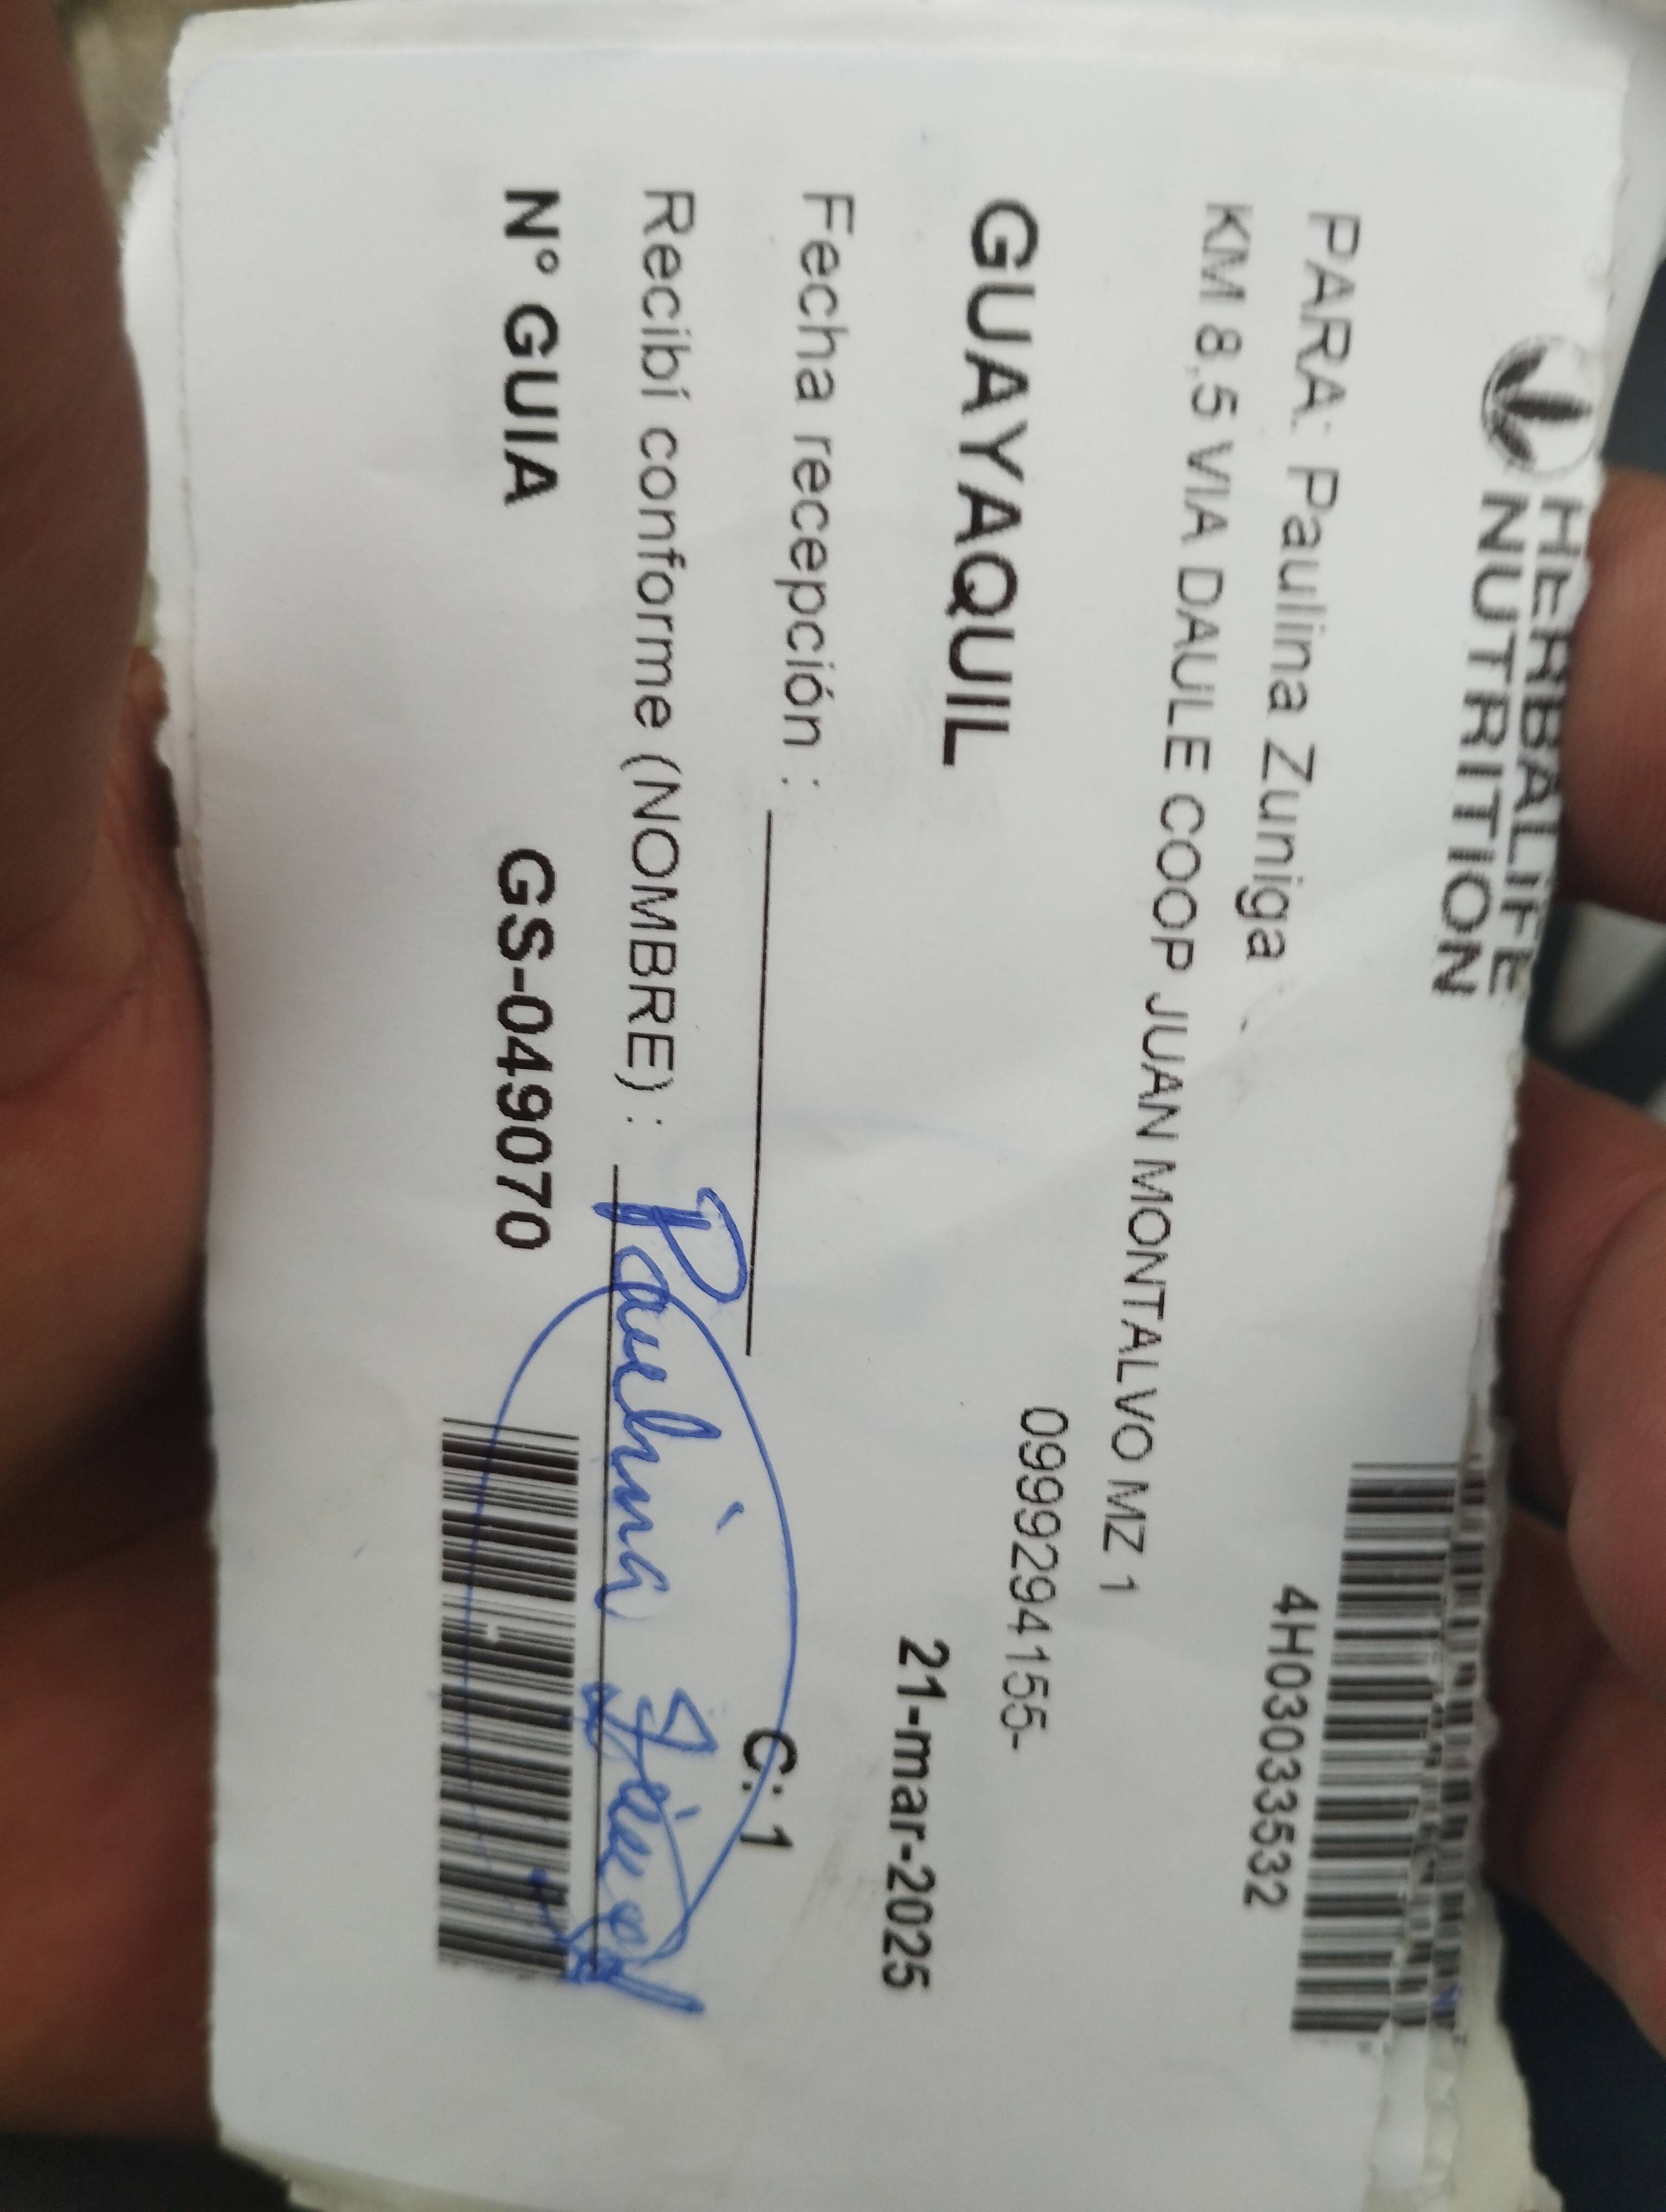 HERBALIFE
NUTRITION
4H03033532
PARA: Paulina Zuniga
KM 8,5 VIA DAULE COOP JUAN MONTALVO MZ 1
0999294155-
GUAYAQUIL
21-mar-2025
Fecha recepción :
C: 1
Recibí conforme (NOMBRE) : Paulina
N° GUIA GS-049070